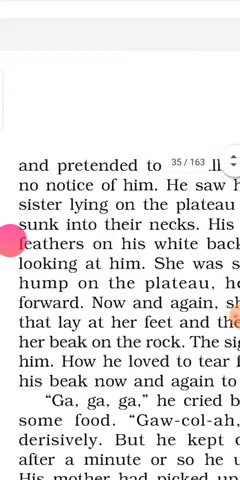 and pretended to
35 / 163
no notice of him. He saw
sister lying on the plateau
sunk into their necks. His
feathers on his white back
looking at him. She was
hump on the plateau,
forward. Now and again,
that lay at her feet and
her beak on the rock. The
him. How he loved to tear
his beak now and again to
“Ga, ga, ga,” he cried
some food. “Gaw-col-ah,
derisively. But he kept
after a minute or so he
His mother had picked up